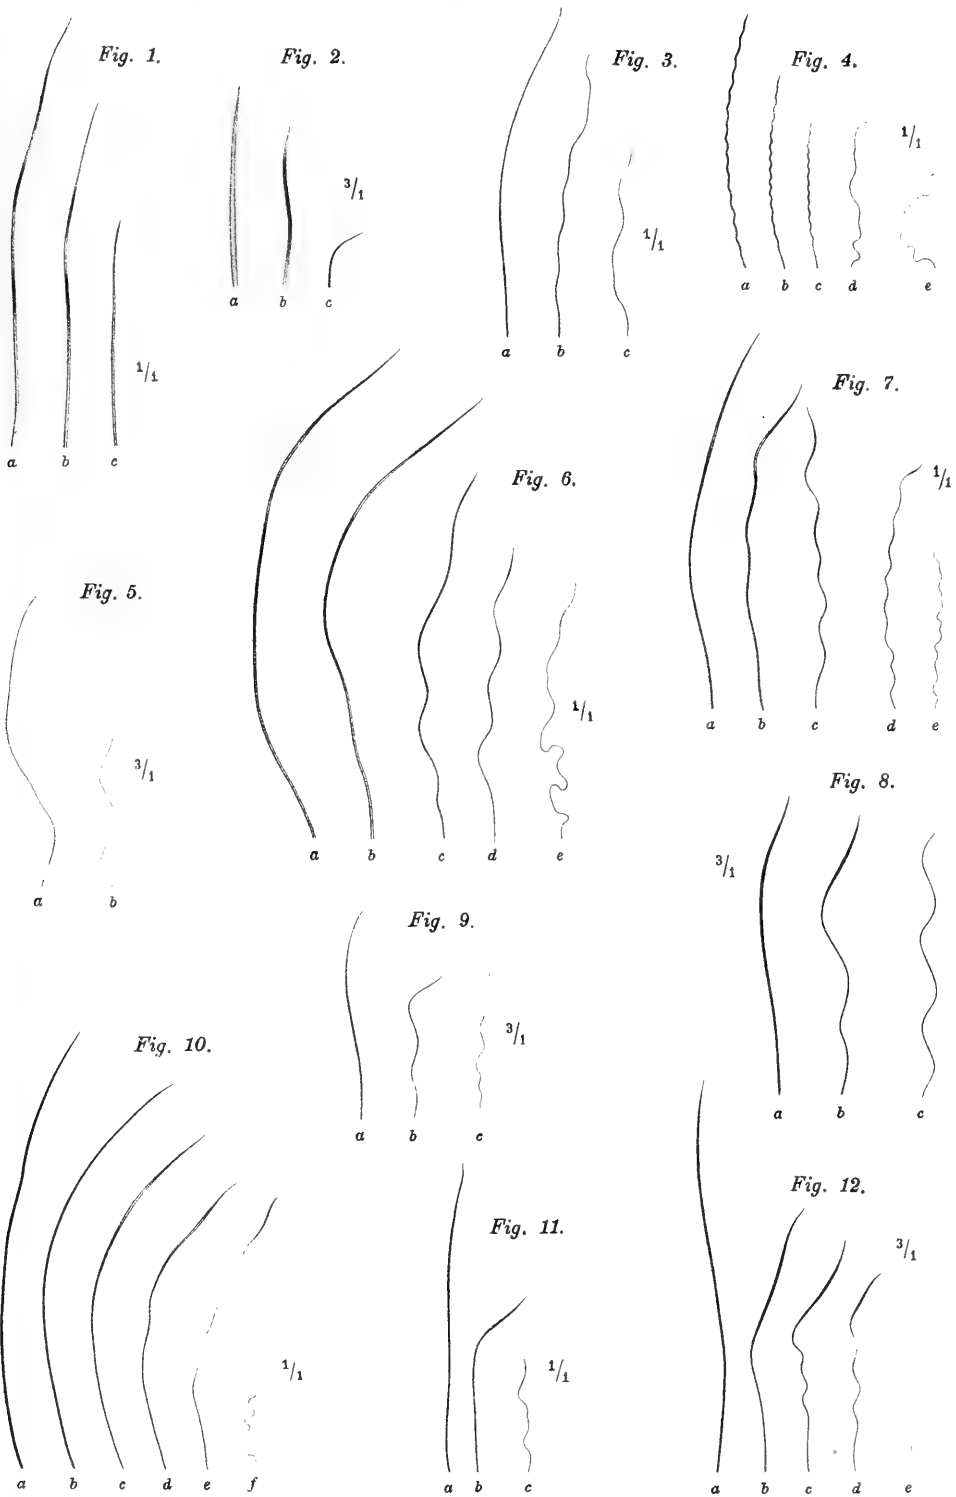 Fig. 1.
1/1
a b c
Fig. 2.
3/1
a b c
Fig. 3.
1/1
a b c
Fig. 4.
1/1
a b c d e
Fig. 5.
3/1
a b
Fig. 6.
1/1
a b c d e
Fig. 7.
1/1
a b c d e
Fig. 8.
3/1
a b c
Fig. 9.
3/1
a b c
Fig. 10.
1/1
a b c d e f
Fig. 11.
1/1
a b c
Fig. 12.
3/1
a b c d e